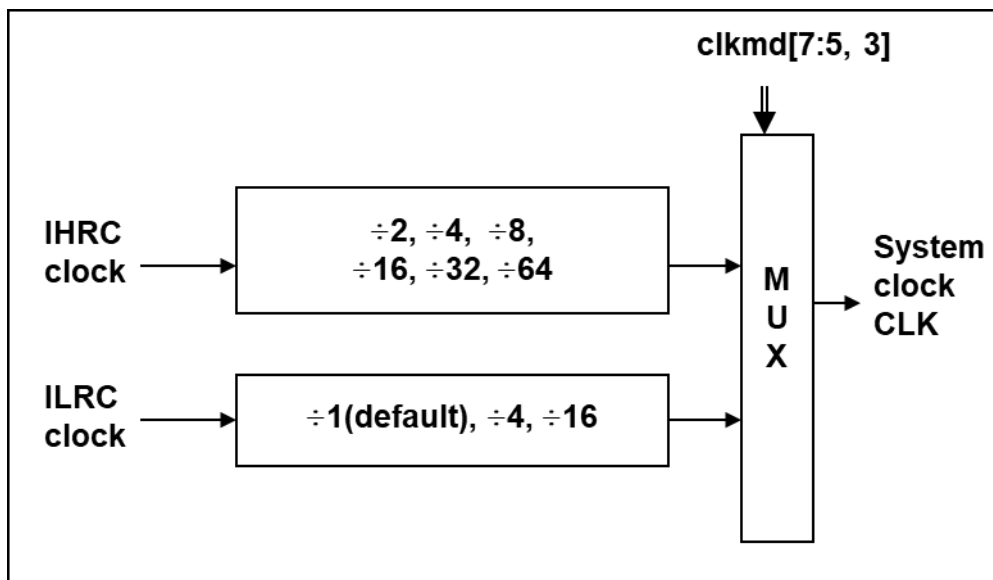 clkmd[7:5, 3]
IHRC
clock
÷2, ÷4, ÷8,
÷16, ÷32, ÷64
M
U
X
System
clock
CLK
ILRC
clock
÷1(default), ÷4, ÷16